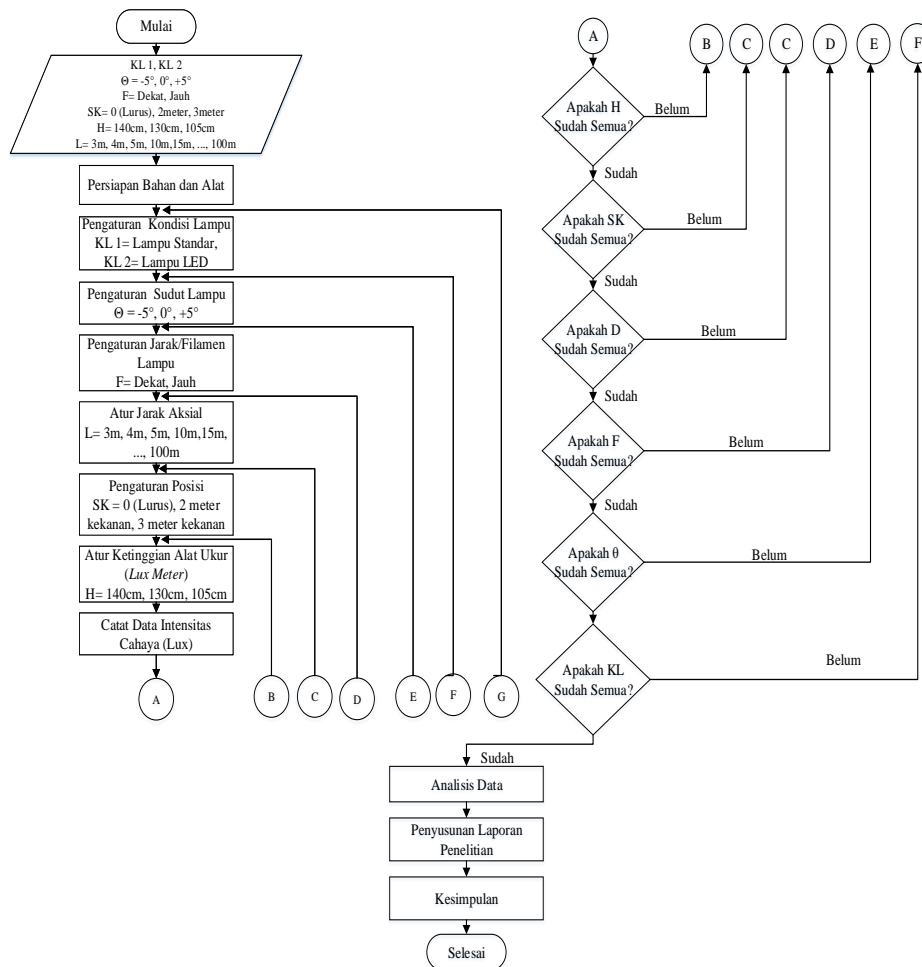 Mulai
KL 1, KL 2
Θ = -5°, 0°, +5°
F= Dekat, Jauh
SK= 0 (Lurus), 2meter, 3meter
H= 140cm, 130cm, 105cm
L= 3m, 4m, 5m, 10m,15m, ..., 100m
Persiapan Bahan dan Alat
Pengaturan Kondisi Lampu
KL 1= Lampu Standar,
KL 2= Lampu LED
Pengaturan Sudut Lampu
Θ = -5°, 0°, +5°
Pengaturan Jarak/Filamen
Lampu
F= Dekat, Jauh
Atur Jarak Aksial
L= 3m, 4m, 5m, 10m,15m,
..., 100m
Pengaturan Posisi
SK = 0 (Lurus), 2 meter
kekanan, 3 meter kekanan
Atur Ketinggian Alat Ukur
(Lux Meter)
H= 140cm, 130cm, 105cm
Catat Data Intensitas
Cahaya (Lux)
A
B
C
D
E
F
G
A
B
C
C
D
E
F
Apakah H
Sudah Semua?
Belum
Sudah
Apakah SK
Sudah Semua?
Belum
Sudah
Apakah D
Sudah Semua?
Belum
Sudah
Apakah F
Sudah Semua?
Belum
Sudah
Apakah θ
Sudah Semua?
Belum
Apakah KL
Sudah Semua?
Belum
Sudah
Analisis Data
Penyusunan Laporan
Penelitian
Kesimpulan
Selesai